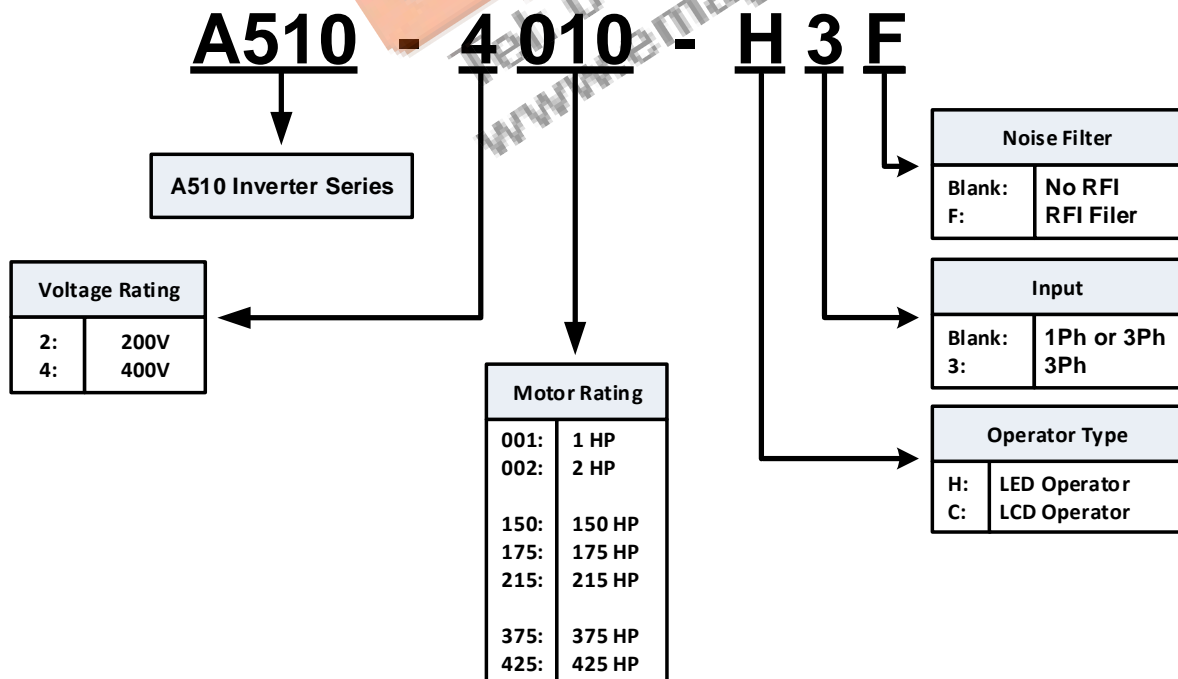 A510 - 4 010 - H 3 F
A510 Inverter Series
Noise Filter
Blank: No RFI
F: RFI Filer
Voltage Rating
2: 200V
4: 400V
Input
Blank: 1Ph or 3Ph
3: 3Ph
Motor Rating
001: 1 HP
002: 2 HP
150: 150 HP
175: 175 HP
215: 215 HP
375: 375 HP
425: 425 HP
Operator Type
H: LED Operator
C: LCD Operator